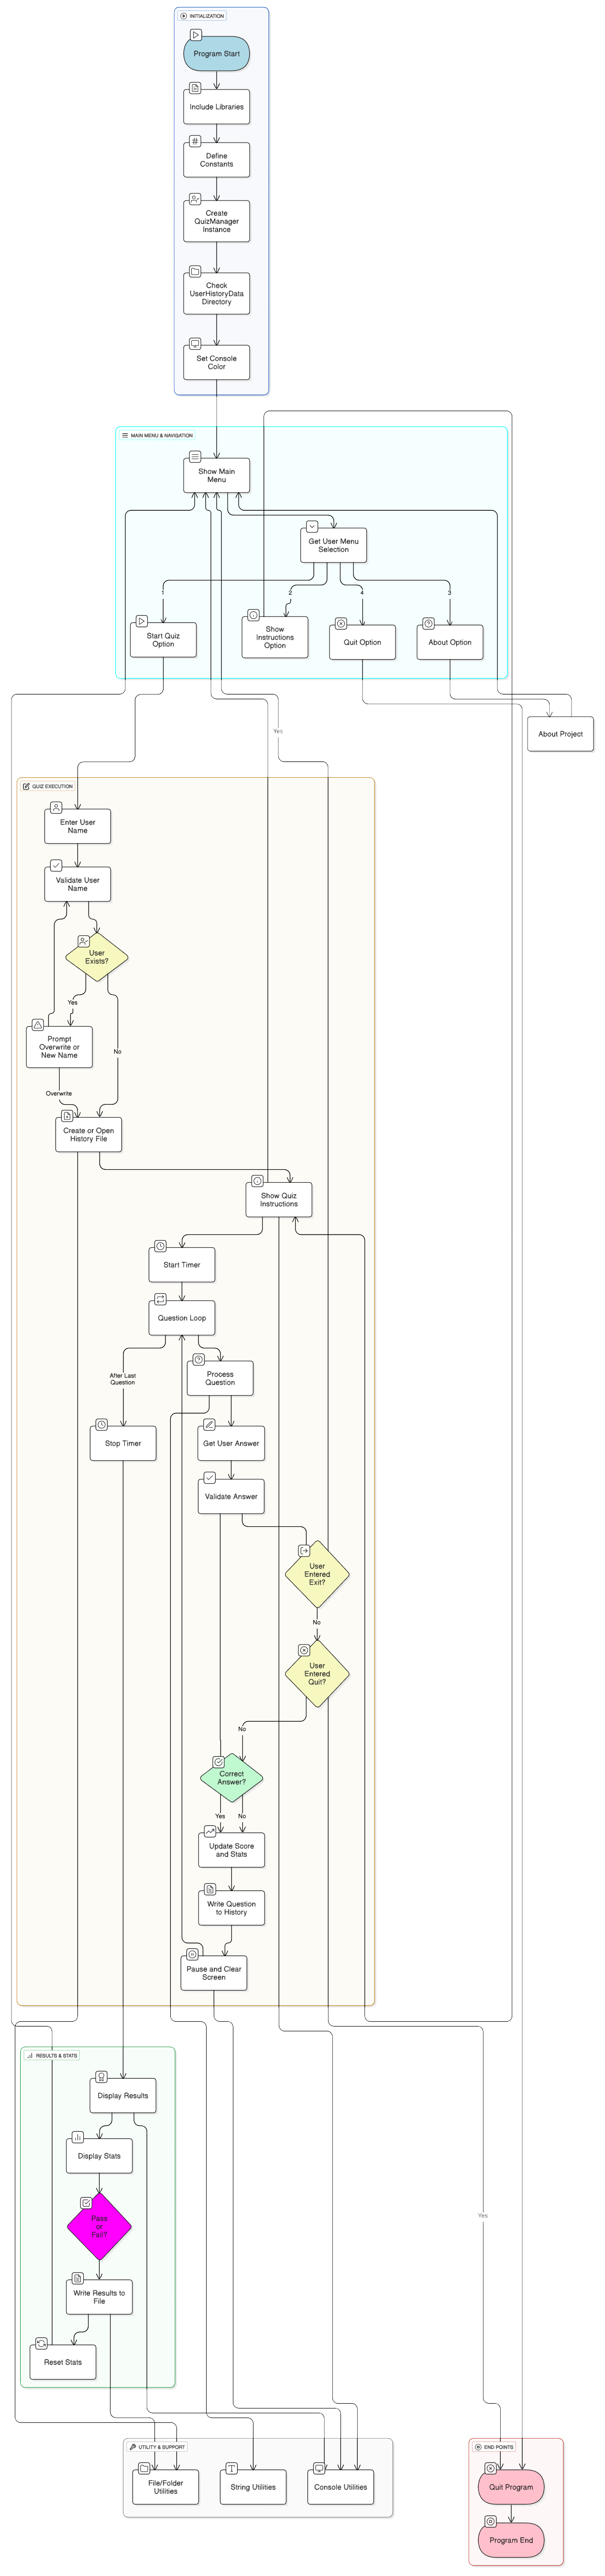 INITIALIZATION
Program Start
Include Libraries
Define
Constants
Create
QuizManager
Instance
Check
UserHistoryData
Directory
Set Console
Color
MAIN MENU & NAVIGATION
Show Main
Menu
Get User Menu
Selection
1
2
4
3
Start Quiz
Option
Show
Instructions
Option
Quit Option
About Option
Yes
About Project
QUIZ EXECUTION
Enter User
Name
Validate User
Name
User
Exists?
Yes
No
Prompt
Overwrite or
New Name
Overwrite
Create or Open
History File
Show Quiz
Instructions
Start Timer
Question Loop
After Last
Question
Process
Question
Stop Timer
Get User Answer
Validate Answer
User
Entered
Exit?
No
User
Entered
Quit?
No
Correct
Answer?
Yes
No
Update Score
and Stats
Write Question
to History
Pause and Clear
Screen
RESULTS & STATS
Display Results
Display Stats
Pass
or
Fail?
Yes
Write Results to
File
Reset Stats
UTILITY & SUPPORT
File/Folder
Utilities
String Utilities
Console Utilities
END POINTS
Quit Program
Program End